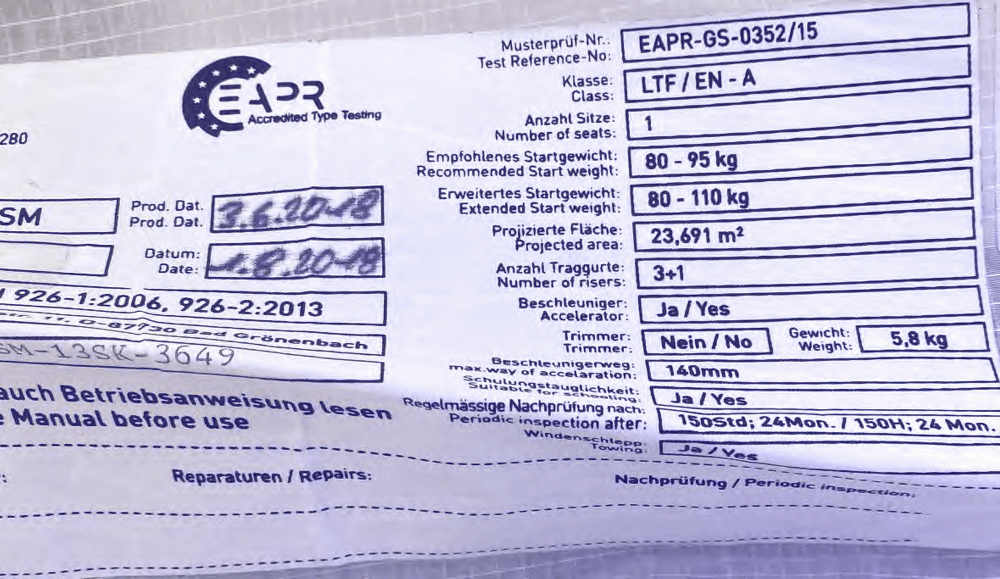 EAPR
Accredited Type Testing
280
SM
Prod. Dat.
Prod. Dat.
3.6.2018
Datum:
Date:
1.8.2018
926-1:2006, 926-2:2013
11. D-87730 Bad Grönenbach
SM-13SK-3649
auch Betriebsanweisung lesen
Manual before use
Musterprüf-Nr.:
Test Reference-No:
EAPR-GS-0352/15
Klasse:
Class:
LTF / EN - A
Anzahl Sitze:
Number of seats:
1
Empfohlenes Startgewicht:
Recommended Start weight:
80 - 95 kg
Erweitertes Startgewicht:
Extended Start weight:
80 - 110 kg
Projizierte Fläche:
Projected area:
23,691 m²
Anzahl Traggurte:
Number of risers:
3+1
Beschleuniger:
Accelerator:
Ja / Yes
Trimmer:
Trimmer:
Nein / No
Gewicht:
Weight:
5,8 kg
Beschleunigerweg:
max.way of accelaration:
140mm
Schulungstauglichkeit:
Suitable for schooling:
Ja / Yes
Regelmässige Nachprüfung nach:
Periodic inspection after:
150Std; 24Mon. / 150H; 24 Mon.
Windenschlepp:
Towing:
Ja / Yes
Reparaturen / Repairs:
Nachprüfung / Periodic inspection: